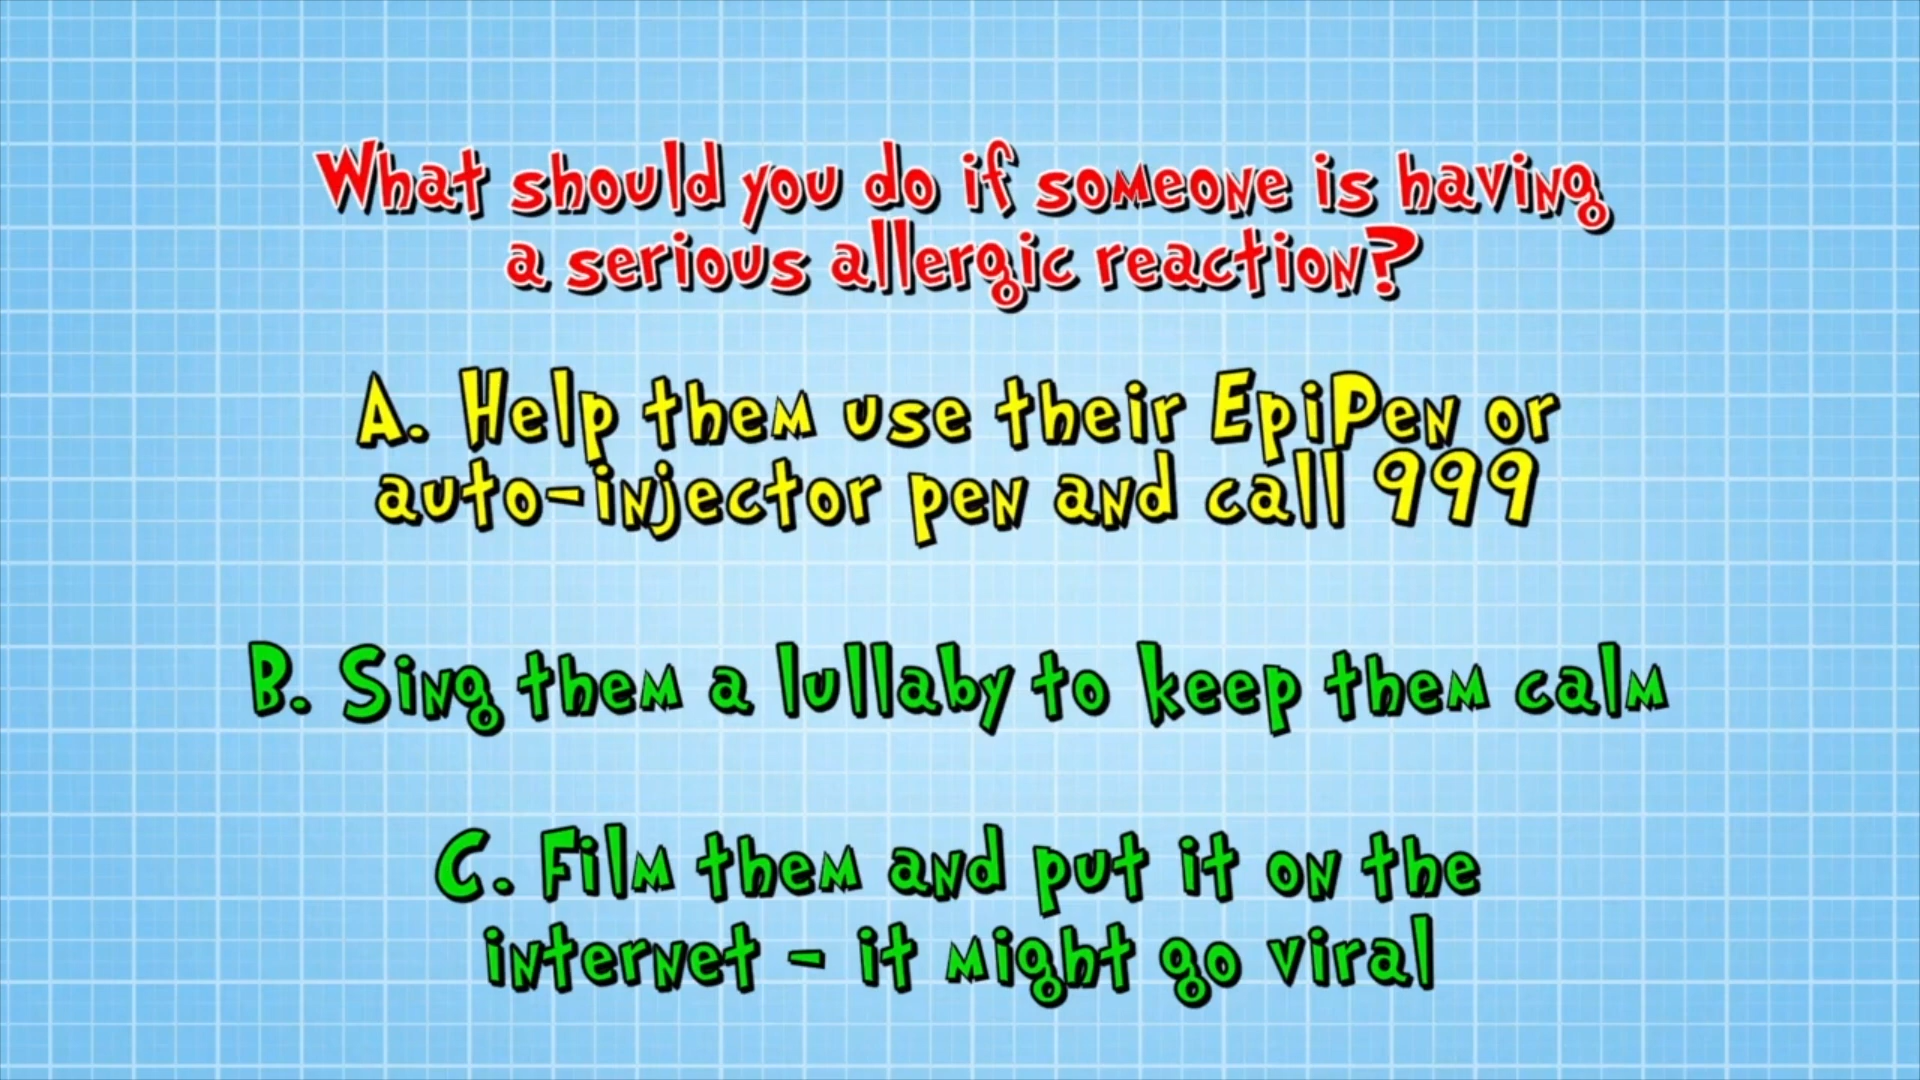 What should you do if someone is having
a serious allergic reaction?
A. Help them use their EpiPen or
auto-injector pen and call 999
B. Sing them a lullaby to keep them calm
C. Film them and put it on the
internet - it might go viral